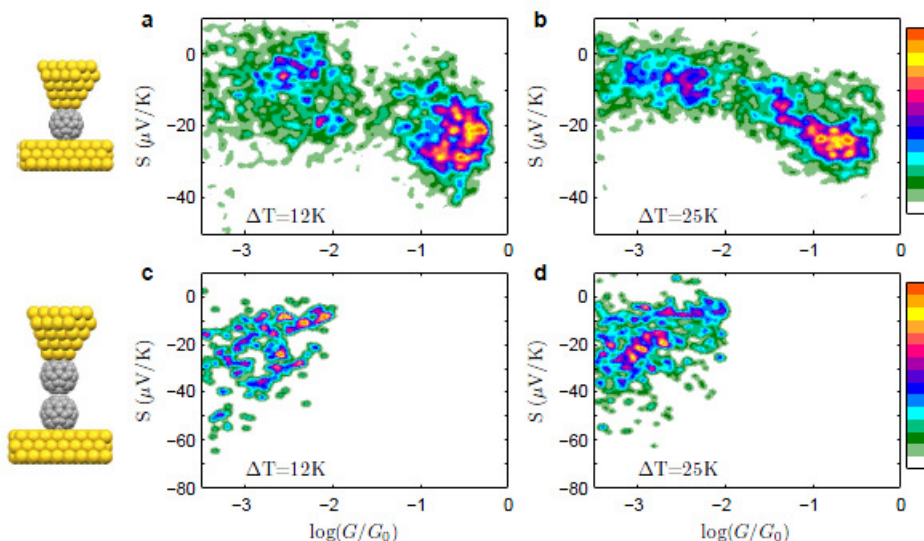 a
b
0
−20
−40
S (μV/K)
ΔT=12K
−3
−2
−1
0
0
−20
−40
S (μV/K)
ΔT=25K
−3
−2
−1
0
c
d
0
−20
−40
−60
−80
S (μV/K)
ΔT=12K
−3
−2
−1
0
log(G/G₀)
0
−20
−40
−60
−80
S (μV/K)
ΔT=25K
−3
−2
−1
0
log(G/G₀)